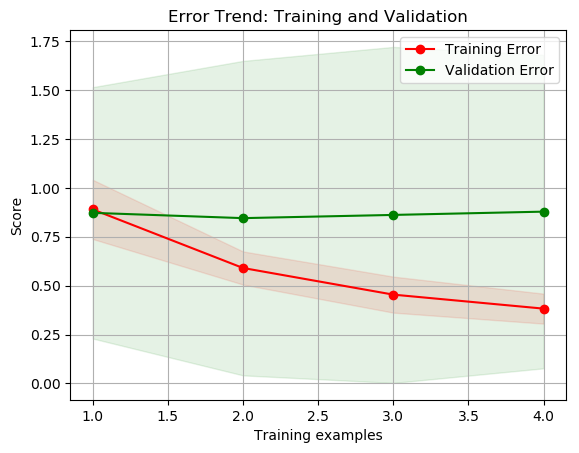 Error Trend: Training and Validation
Training Error
Validation Error
Score
1.75
1.50
1.25
1.00
0.75
0.50
0.25
0.00
1.0 1.5 2.0 2.5 3.0 3.5 4.0
Training examples